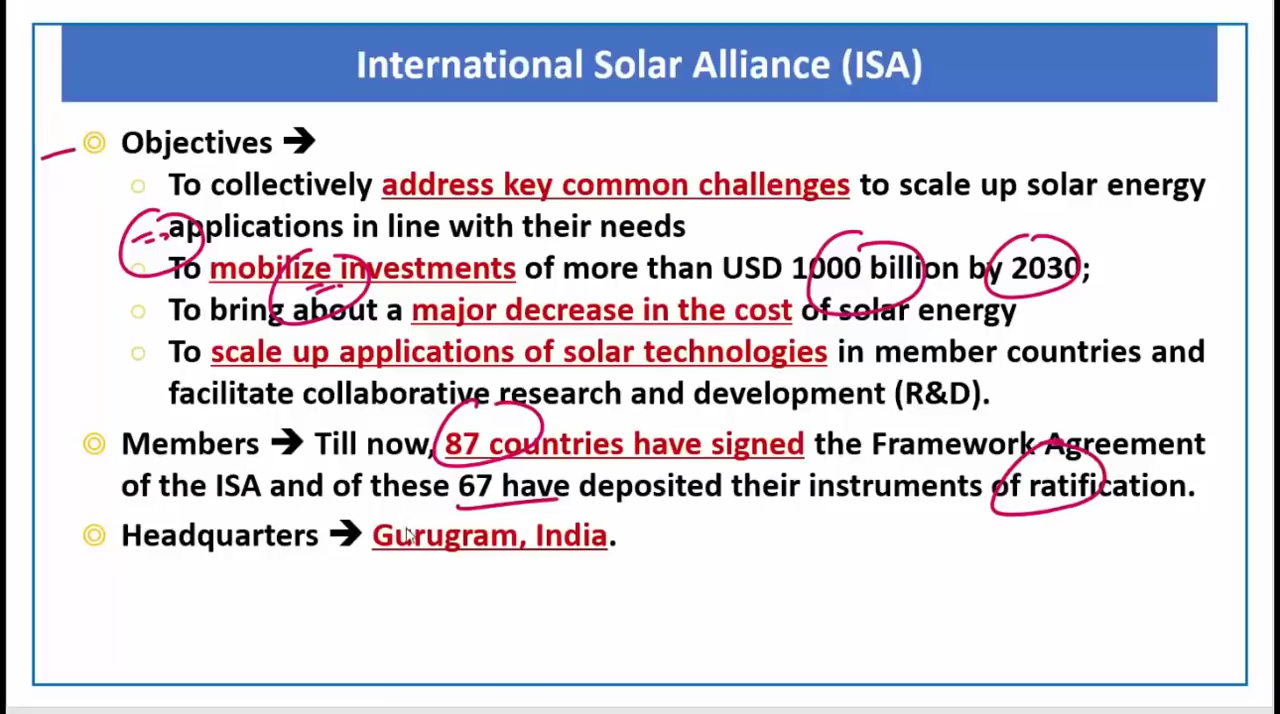 International Solar Alliance (ISA)
Objectives ➔
To collectively address key common challenges to scale up solar energy
applications in line with their needs
To mobilize investments of more than USD 1000 billion by 2030;
To bring about a major decrease in the cost of solar energy
To scale up applications of solar technologies in member countries and
facilitate collaborative research and development (R&D).
Members ➔ Till now, 87 countries have signed the Framework Agreement
of the ISA and of these 67 have deposited their instruments of ratification.
Headquarters ➔ Gurugram, India.